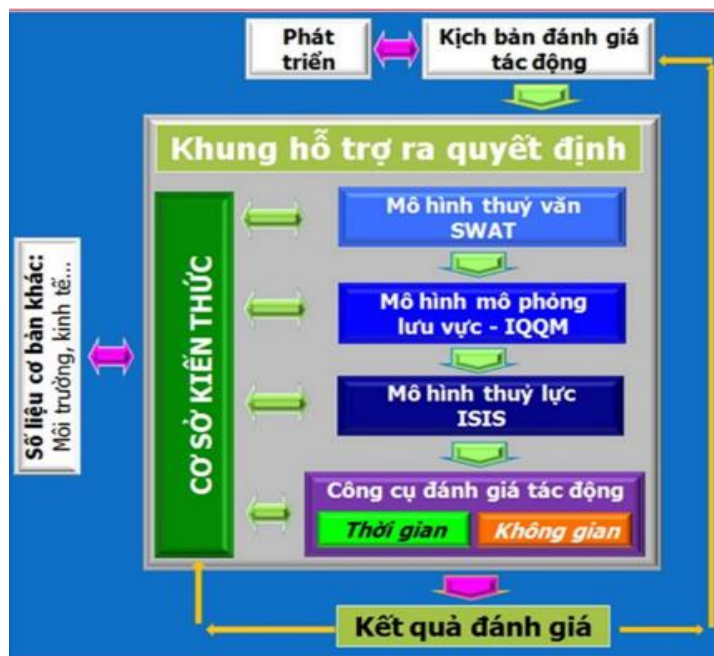 Phát
triển
Kịch bản đánh giá
tác động
Khung hỗ trợ ra quyết định
Số liệu cơ bản khác:
Môi trường, kinh tế...
CƠ SỞ KIẾN THỨC
Mô hình thuỷ văn
SWAT
Mô hình mô phỏng
lưu vực - IQQM
Mô hình thuỷ lực
ISIS
Công cụ đánh giá tác động
Thời gian
Không gian
Kết quả đánh giá